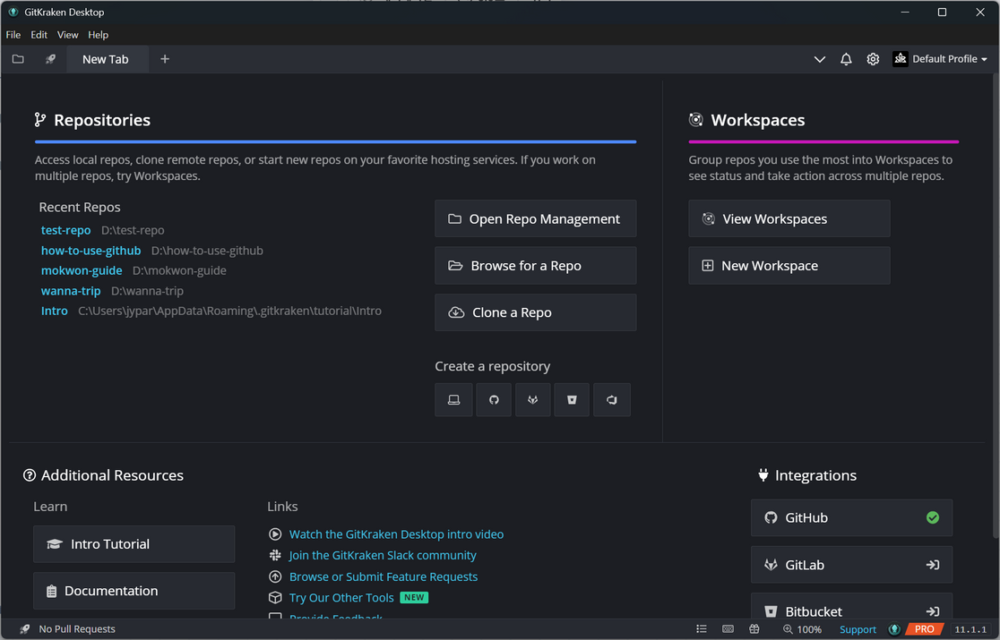 GitKraken Desktop
File Edit View Help
New Tab
Default Profile
Repositories
Access local repos, clone remote repos, or start new repos on your favorite hosting services. If you work on
multiple repos, try Workspaces.
Recent Repos
test-repo D:\test-repo
how-to-use-github D:\how-to-use-github
mokwon-guide D:\mokwon-guide
wanna-trip D:\wanna-trip
Intro C:\Users\jypar\AppData\Roaming\.gitkraken\tutorial\Intro
Open Repo Management
Browse for a Repo
Clone a Repo
Create a repository
Workspaces
Group repos you use the most into Workspaces to
see status and take action across multiple repos.
View Workspaces
New Workspace
Additional Resources
Learn
Intro Tutorial
Documentation
Links
Watch the GitKraken Desktop intro video
Join the GitKraken Slack community
Browse or Submit Feature Requests
Try Our Other Tools NEW
Provide Feedback
Integrations
GitHub
GitLab
Bitbucket
No Pull Requests
100%
Support
PRO
11.1.1